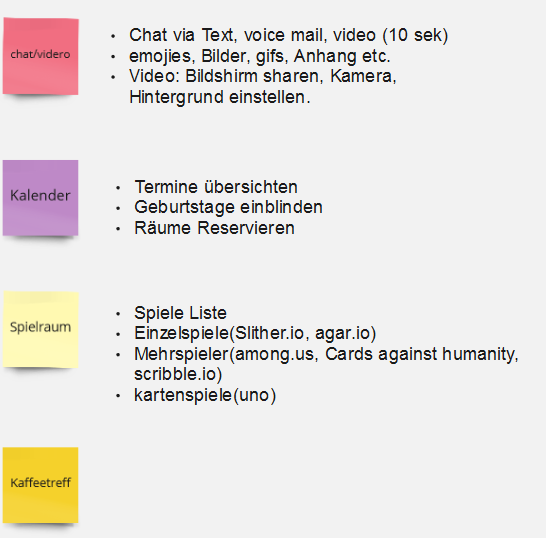 chat/videro
• Chat via Text, voice mail, video (10 sek)
• emojies, Bilder, gifs, Anhang etc.
• Video: Bildshirm sharen, Kamera,
Hintergrund einstellen.
Kalender
• Termine übersichten
• Geburtstage einblinden
• Räume Reservieren
Spielraum
• Spiele Liste
• Einzelspiele(Slither.io, agar.io)
• Mehrspieler(among.us, Cards against humanity,
scribble.io)
• kartenspiele(uno)
Kaffeetreff